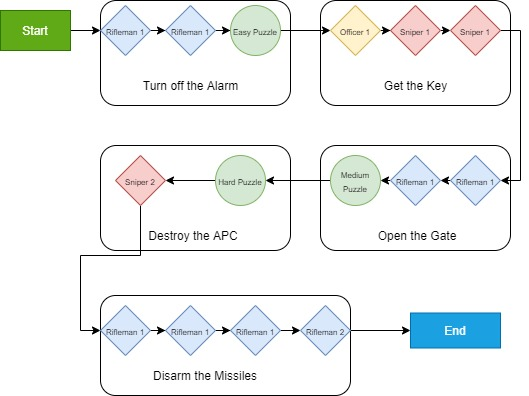 Start
Rifleman 1
Rifleman 1
Easy Puzzle
Turn off the Alarm
Officer 1
Sniper 1
Sniper 1
Get the Key
Rifleman 1
Rifleman 1
Medium
Puzzle
Open the Gate
Hard Puzzle
Sniper 2
Destroy the APC
Rifleman 1
Rifleman 1
Rifleman 1
Rifleman 2
Disarm the Missiles
End